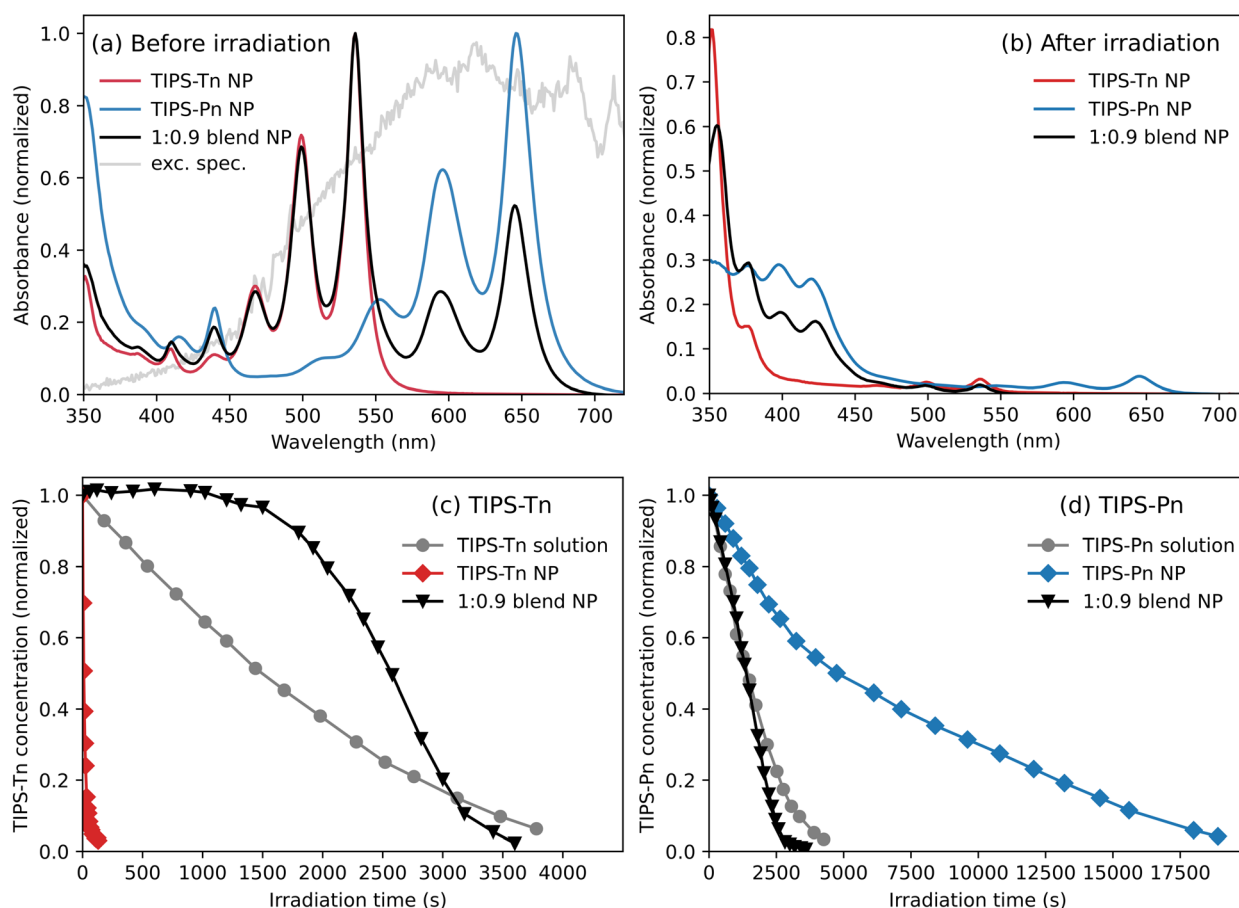 (a) Before irradiation
TIPS-Tn NP
TIPS-Pn NP
1:0.9 blend NP
exc. spec.
Absorbance (normalized)
1.0
0.8
0.6
0.4
0.2
0.0
350 400 450 500 550 600 650 700
Wavelength (nm)
(b) After irradiation
TIPS-Tn NP
TIPS-Pn NP
1:0.9 blend NP
Absorbance (normalized)
0.8
0.7
0.6
0.5
0.4
0.3
0.2
0.1
0.0
350 400 450 500 550 600 650 700
Wavelength (nm)
(c) TIPS-Tn
TIPS-Tn solution
TIPS-Tn NP
1:0.9 blend NP
TIPS-Tn concentration (normalized)
1.0
0.8
0.6
0.4
0.2
0.0
0 500 1000 1500 2000 2500 3000 3500 4000
Irradiation time (s)
(d) TIPS-Pn
TIPS-Pn solution
TIPS-Pn NP
1:0.9 blend NP
TIPS-Pn concentration (normalized)
1.0
0.8
0.6
0.4
0.2
0.0
0 2500 5000 7500 10000 12500 15000 17500
Irradiation time (s)